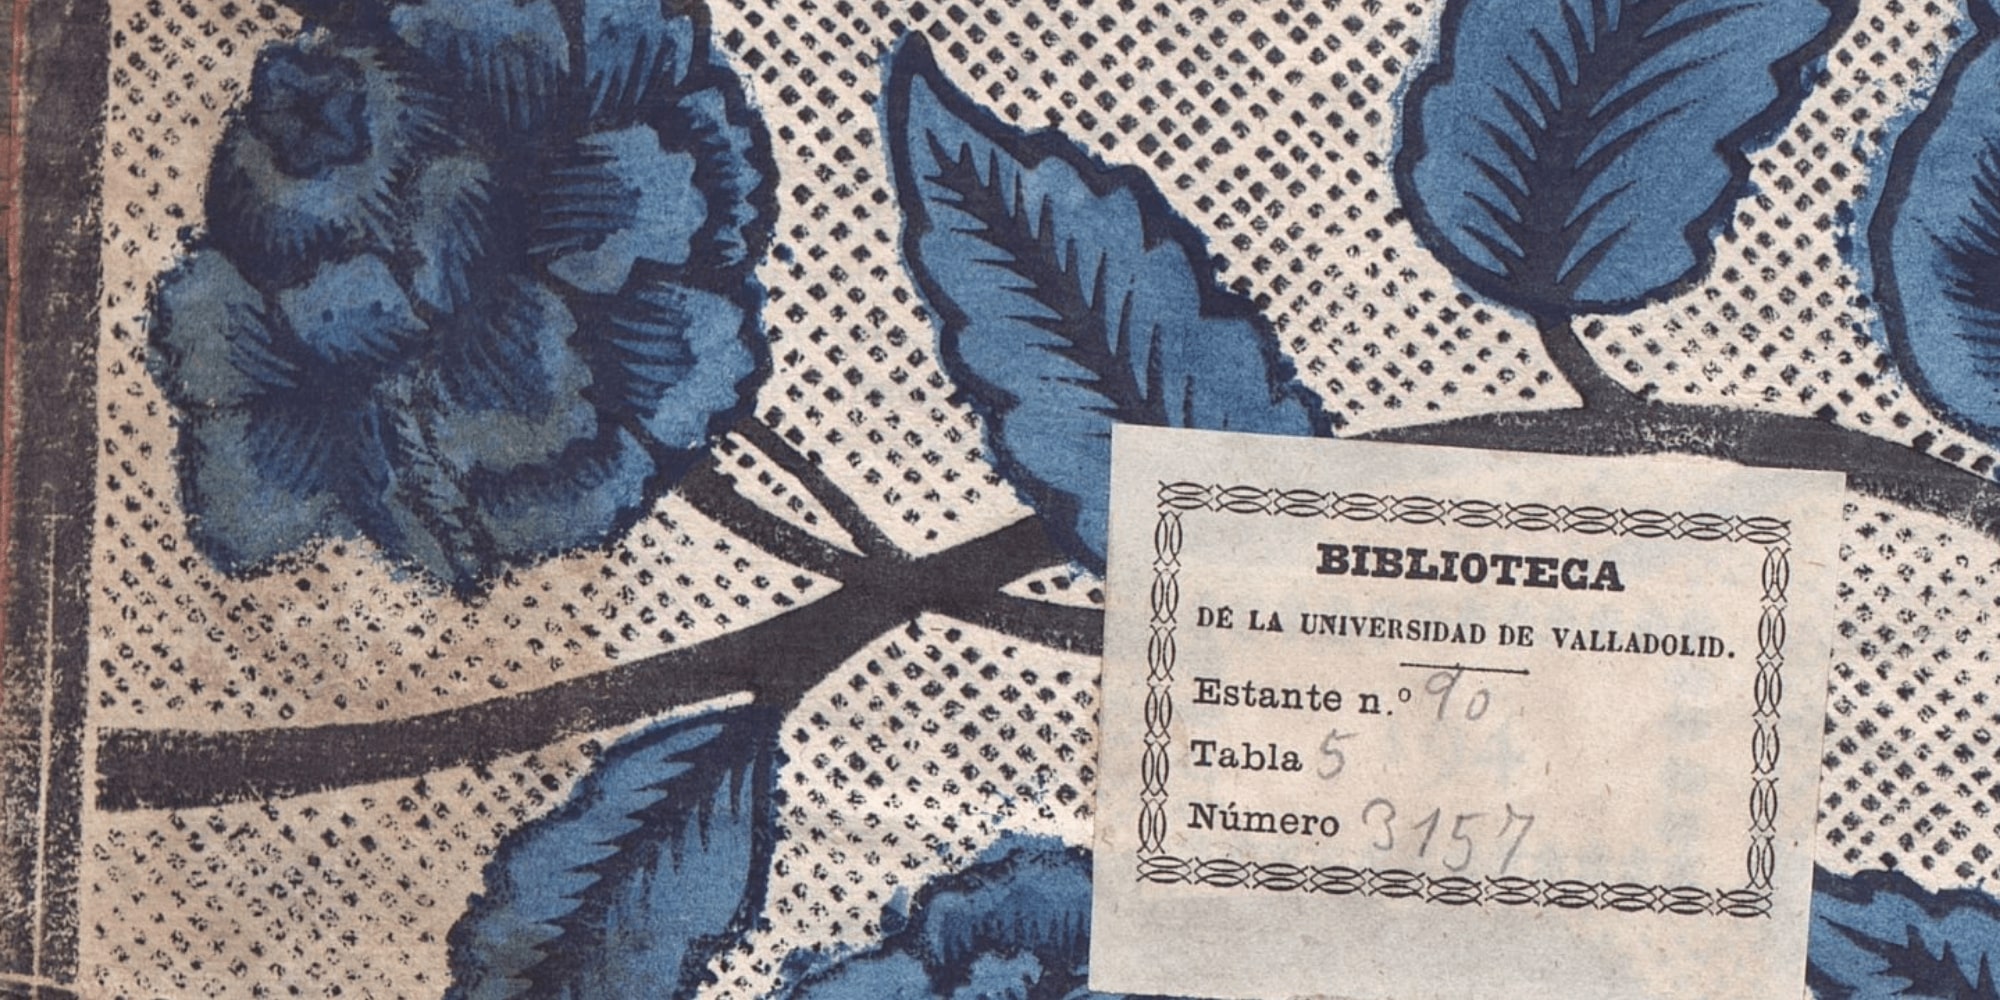 BIBLIOTECA
DE LA UNIVERSIDAD DE VALLADOLID.
Estante n.º 90
Tabla 5
Número 3157